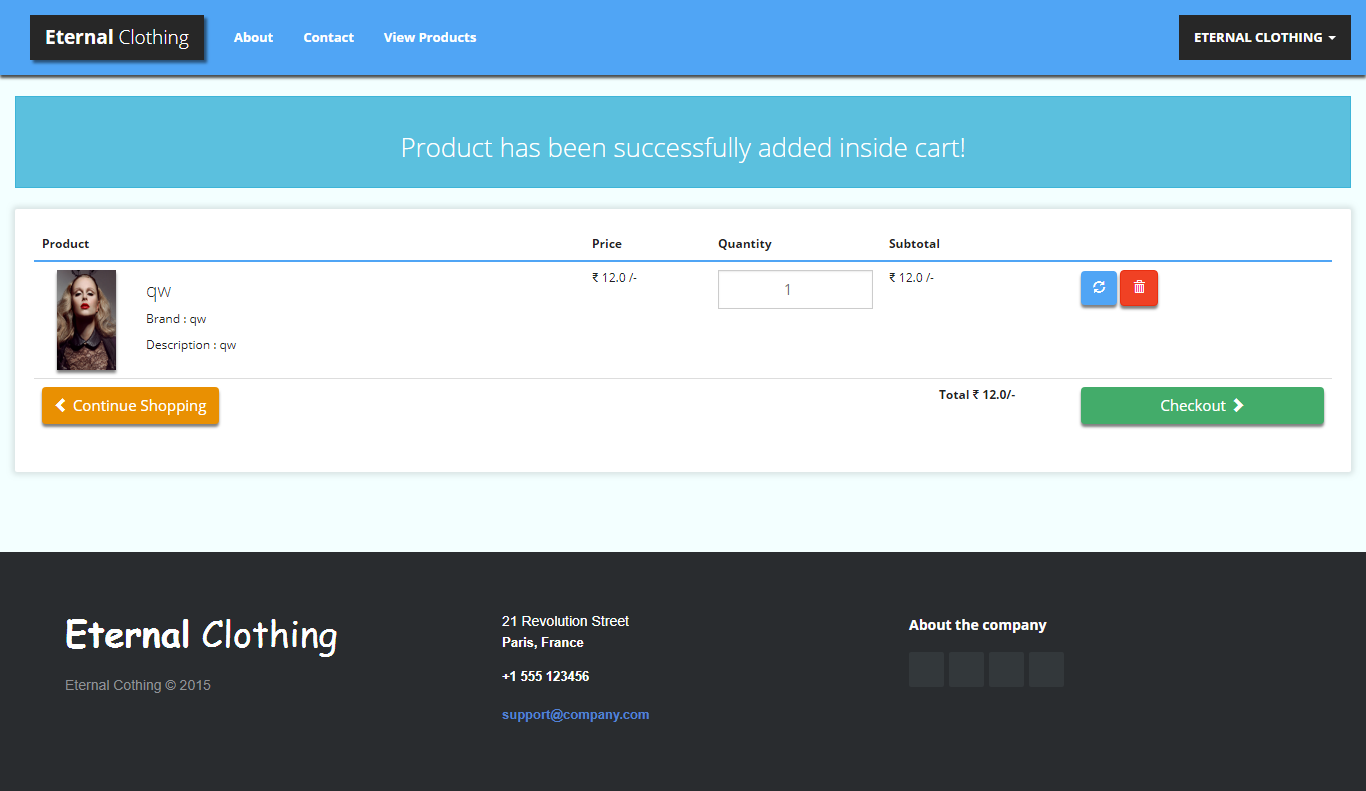 Eternal Clothing About Contact View Products ETERNAL CLOTHING
Product has been successfully added inside cart!
Product Price Quantity Subtotal
qw ₹ 12.0 /- 1 ₹ 12.0 /-
Brand : qw
Description : qw
Continue Shopping Total ₹ 12.0/- Checkout
Eternal Clothing
Eternal Cothing © 2015
21 Revolution Street
Paris, France
+1 555 123456
support@company.com
About the company